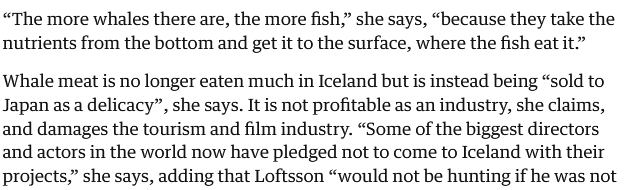 “The more whales there are, the more fish,” she says, “because they take the
nutrients from the bottom and get it to the surface, where the fish eat it.”
Whale meat is no longer eaten much in Iceland but is instead being “sold to
Japan as a delicacy”, she says. It is not profitable as an industry, she claims,
and damages the tourism and film industry. “Some of the biggest directors
and actors in the world now have pledged not to come to Iceland with their
projects,” she says, adding that Loftsson “would not be hunting if he was not